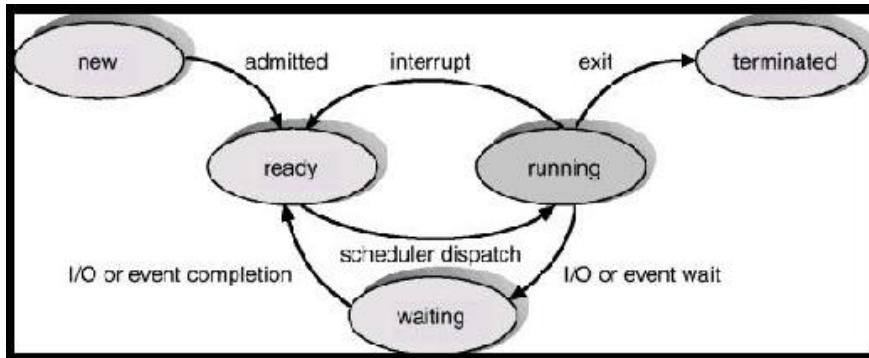 new
admitted
interrupt
exit
terminated
ready
running
scheduler dispatch
I/O or event completion
I/O or event wait
waiting